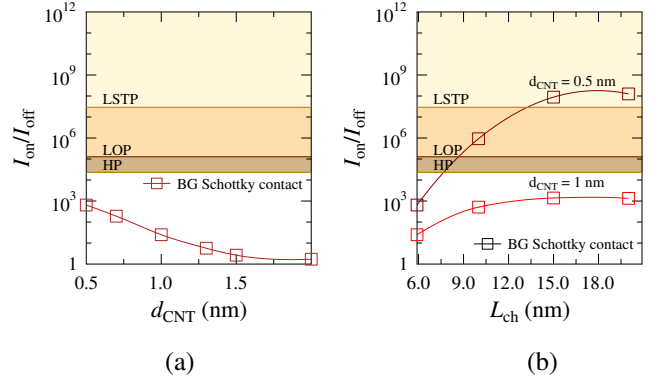 10^12
10^9
10^6
10^3
1
I_on/I_off
LSTP
LOP
HP
BG Schottky contact
0.5
1.0
1.5
d_CNT (nm)
(a)
10^12
10^9
10^6
10^3
1
I_on/I_off
d_CNT = 0.5 nm
LSTP
LOP
HP
d_CNT = 1 nm
BG Schottky contact
6.0
9.0
12.0
15.0
18.0
L_ch (nm)
(b)